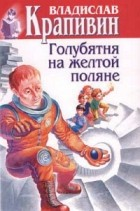 ВЛАДИСЛАВ
Крапивин
Голубятня
на желтой
поляне